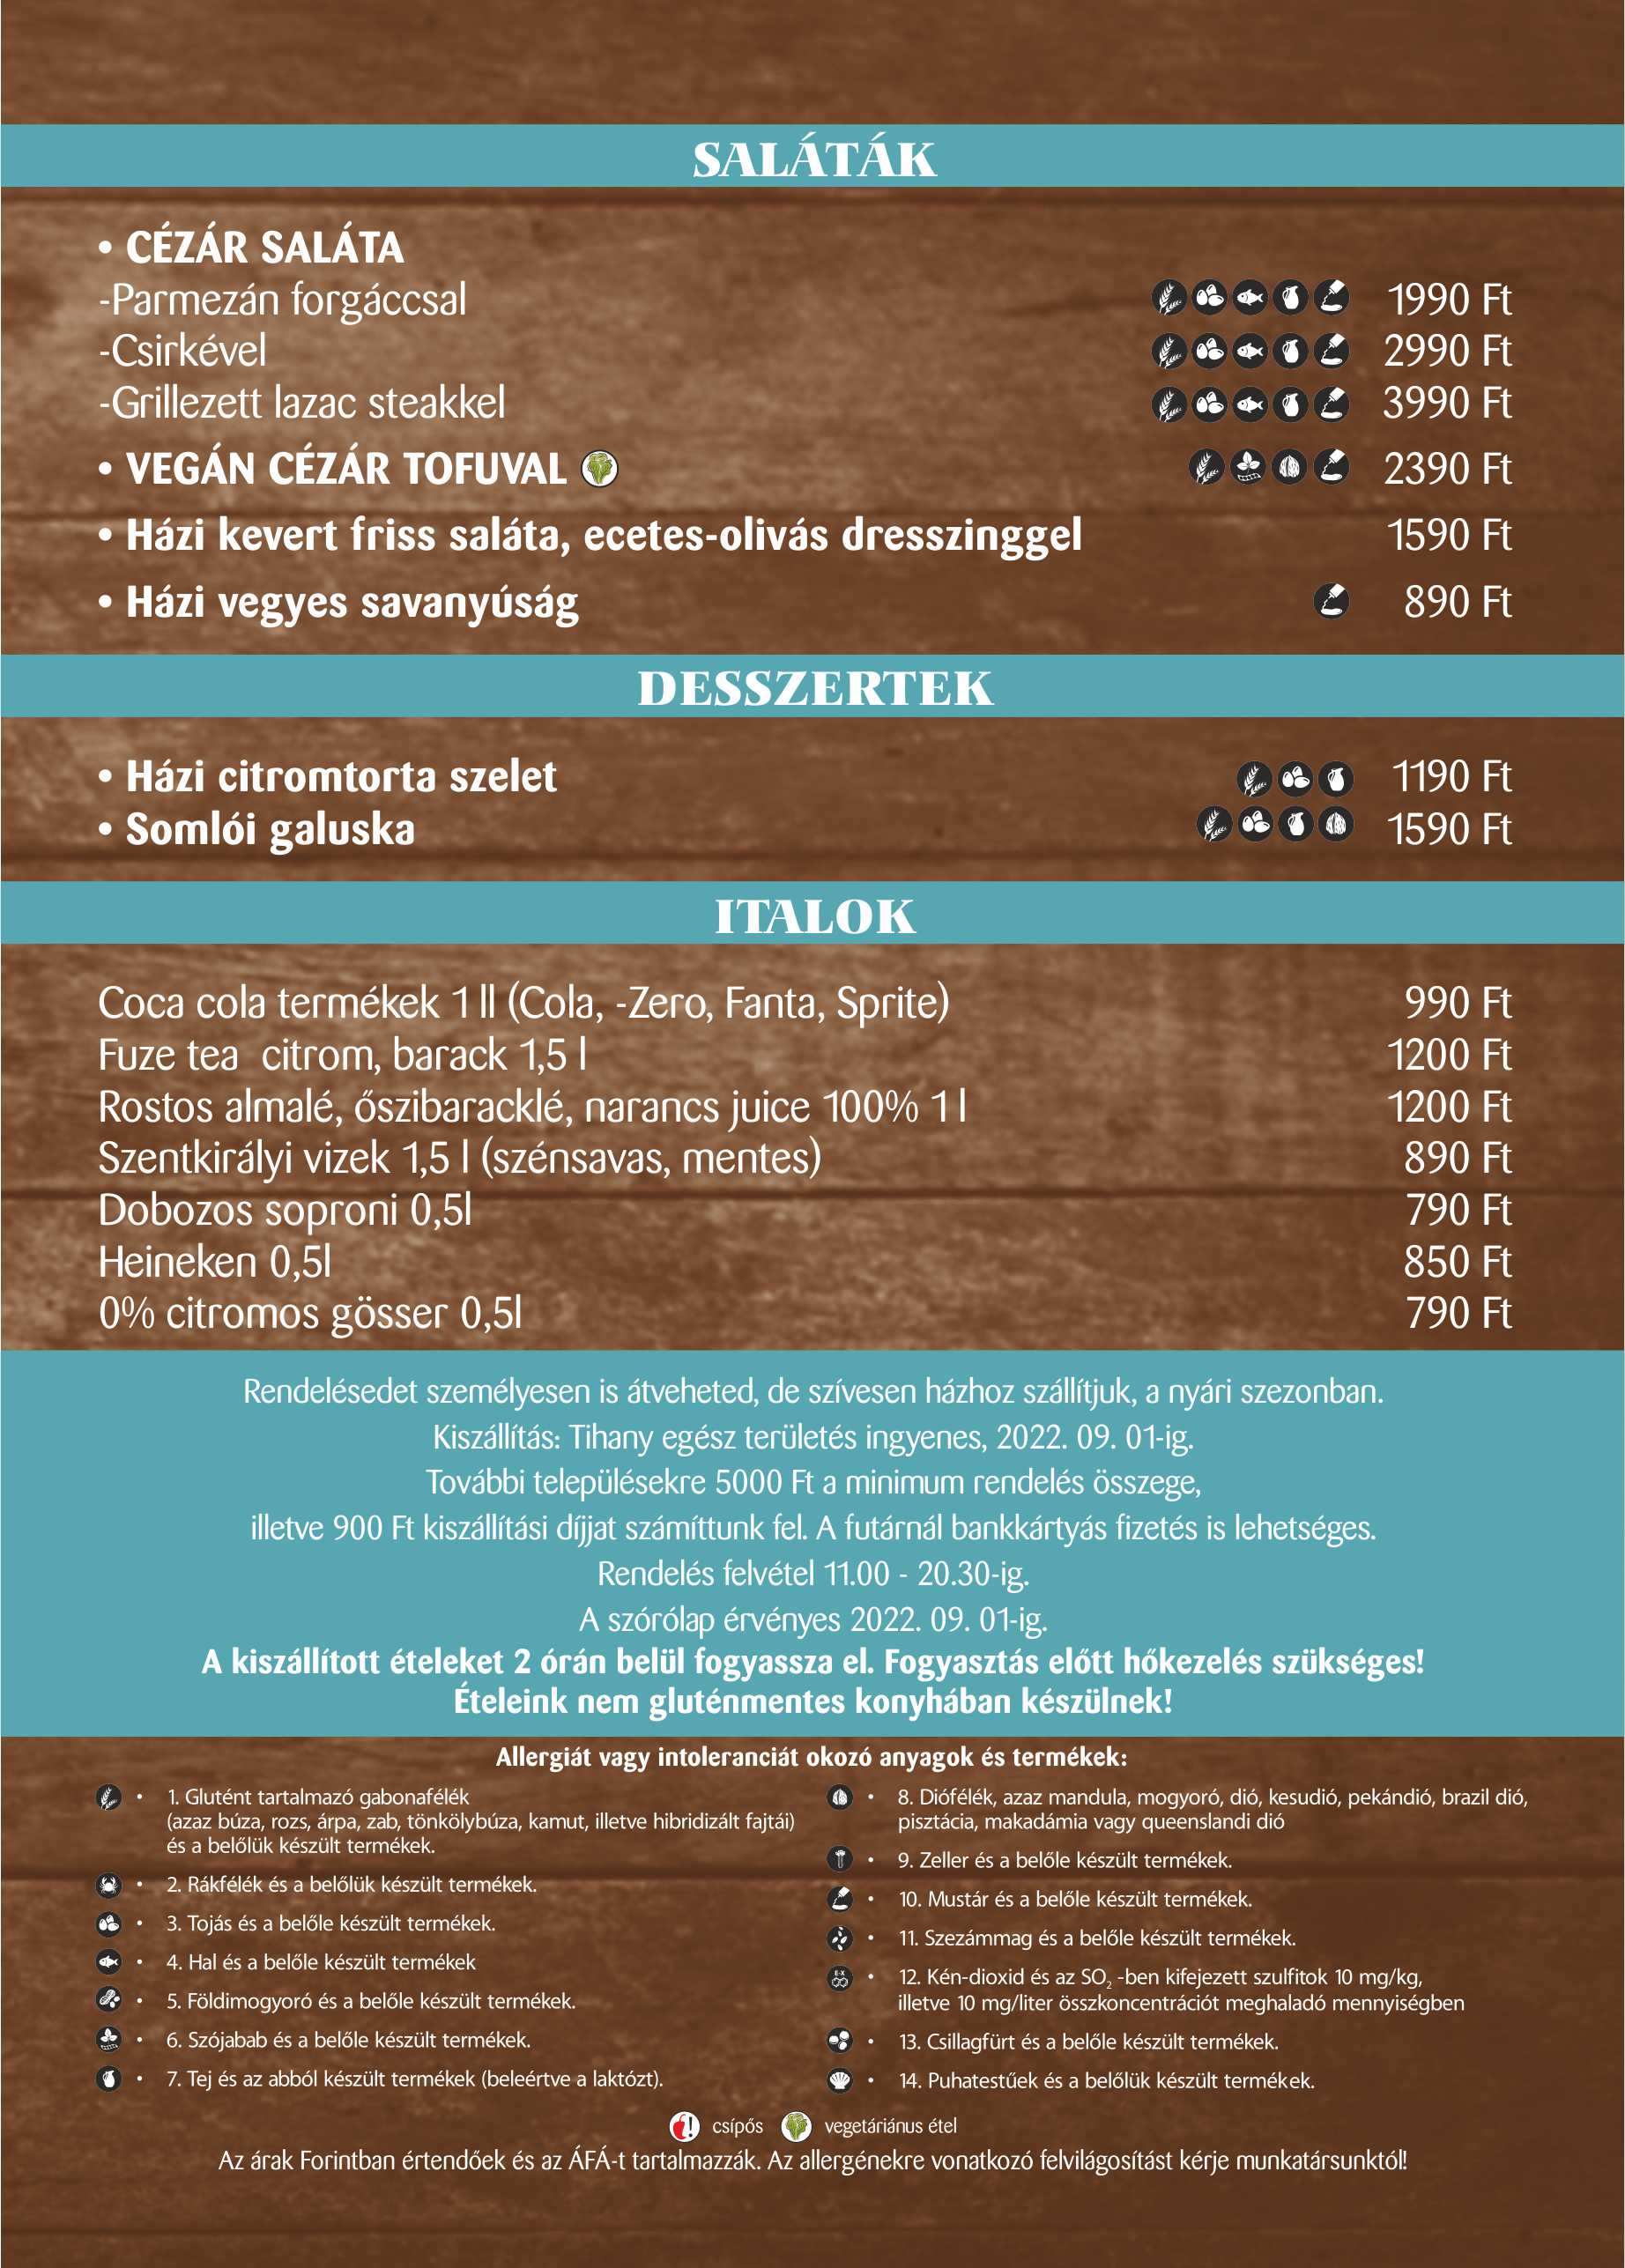 SALÁTÁK
• CÉZÁR SALÁTA
-Parmezán forgáccsal 1990 Ft
-Csirkével 2990 Ft
-Grillezett lazac steakkel 3990 Ft
• VEGÁN CÉZÁR TOFUVAL 2390 Ft
• Házi kevert friss saláta, ecetes-olivás dresszinggel 1590 Ft
• Házi vegyes savanyúság 890 Ft
DESSZERTEK
• Házi citromtorta szelet 1190 Ft
• Somlói galuska 1590 Ft
ITALOK
Coca cola termékek 1 ll (Cola, -Zero, Fanta, Sprite) 990 Ft
Fuze tea citrom, barack 1,5 l 1200 Ft
Rostos almalé, őszibaracklé, narancs juice 100% 1 l 1200 Ft
Szentkirályi vizek 1,5 l (szénsavas, mentes) 890 Ft
Dobozos soproni 0,5l 790 Ft
Heineken 0,5l 850 Ft
0% citromos gösser 0,5l 790 Ft
Rendelésedet személyesen is átveheted, de szívesen házhoz szállítjuk, a nyári szezonban.
Kiszállítás: Tihany egész területés ingyenes, 2022. 09. 01-ig.
További településekre 5000 Ft a minimum rendelés összege,
illetve 900 Ft kiszállítási díjjat számíttunk fel. A futárnál bankkártyás fizetés is lehetséges.
Rendelés felvétel 11.00 - 20.30-ig.
A szórólap érvényes 2022. 09. 01-ig.
A kiszállított ételeket 2 órán belül fogyassza el. Fogyasztás előtt hőkezelés szükséges!
Ételeink nem gluténmentes konyhában készülnek!
Allergiát vagy intoleranciát okozó anyagok és termékek:
• 1. Glutént tartalmazó gabonafélék
(azaz búza, rozs, árpa, zab, tönkölybúza, kamut, illetve hibridizált fajtái)
és a belőlük készült termékek.
• 2. Rákfélék és a belőlük készült termékek.
• 3. Tojás és a belőle készült termékek.
• 4. Hal és a belőle készült termékek
• 5. Földimogyoró és a belőle készült termékek.
• 6. Szójabab és a belőle készült termékek.
• 7. Tej és az abból készült termékek (beleértve a laktózt).
• 8. Diófélék, azaz mandula, mogyoró, dió, kesudió, pekándió, brazil dió,
pisztácia, makadámia vagy queenslandi dió
• 9. Zeller és a belőle készült termékek.
• 10. Mustár és a belőle készült termékek.
• 11. Szezámmag és a belőle készült termékek.
E-X
• 12. Kén-dioxid és az SO₂ -ben kifejezett szulfitok 10 mg/kg,
illetve 10 mg/liter összkoncentrációt meghaladó mennyiségben
• 13. Csillagfürt és a belőle készült termékek.
• 14. Puhatestűek és a belőlük készült termékek.
! csípős vegetáriánus étel
Az árak Forintban értendőek és az ÁFÁ-t tartalmazzák. Az allergénekre vonatkozó felvilágosítást kérje munkatársunktól!